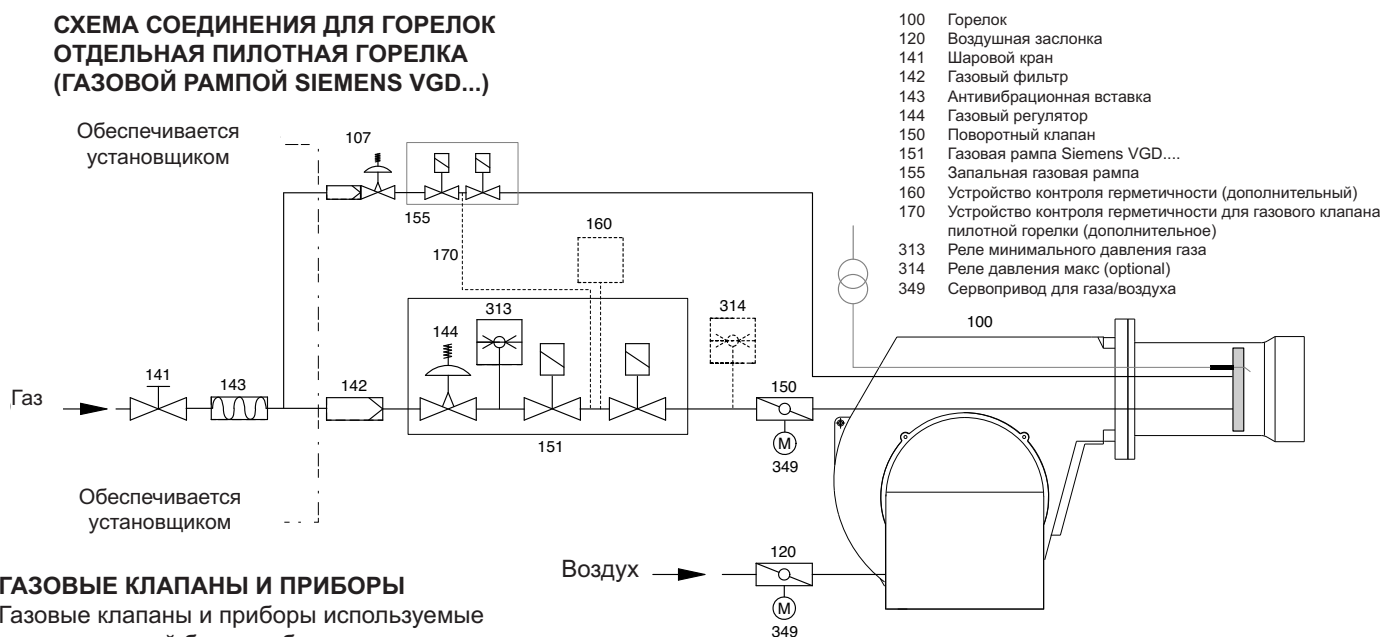 СХЕМА СОЕДИНЕНИЯ ДЛЯ ГОРЕЛОК
ОТДЕЛЬНАЯ ПИЛОТНАЯ ГОРЕЛКА
(ГАЗОВОЙ РАМПОЙ SIEMENS VGD...)
100 Горелок
120 Воздушная заслонка
141 Шаровой кран
142 Газовый фильтр
143 Антивибрационная вставка
144 Газовый регулятор
150 Поворотный клапан
151 Газовая рампа Siemens VGD....
155 Запальная газовая рампа
160 Устройство контроля герметичности (дополнительный)
170 Устройство контроля герметичности для газового клапана
пилотной горелки (дополнительное)
313 Реле минимального давления газа
314 Реле давления макс (optional)
349 Сервопривод для газа/воздуха
Обеспечивается
установщиком
107
155
160
170
313
314
144
100
141
143
142
150
Газ
151
M
349
Обеспечивается
установщиком
120
Воздух
M
349
ГАЗОВЫЕ КЛАПАНЫ И ПРИБОРЫ
Газовые клапаны и приборы используемые